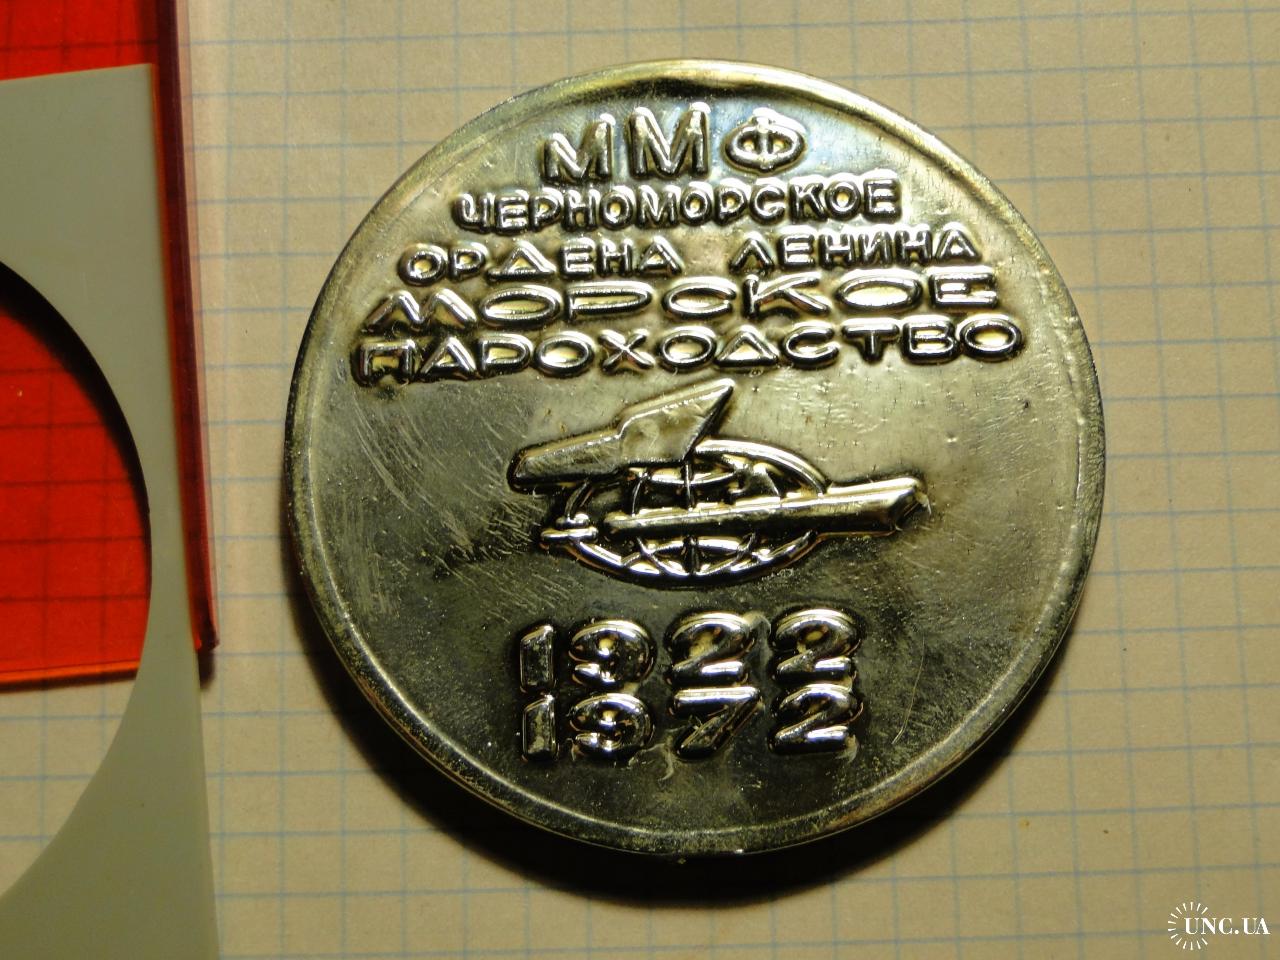 ММФ
ЧЕРНОМОРСКОЕ
ОРДЕНА ЛЕНИНА
МОРСКОЕ
ПАРОХОДСТВО
1922
1972
UNC.UA